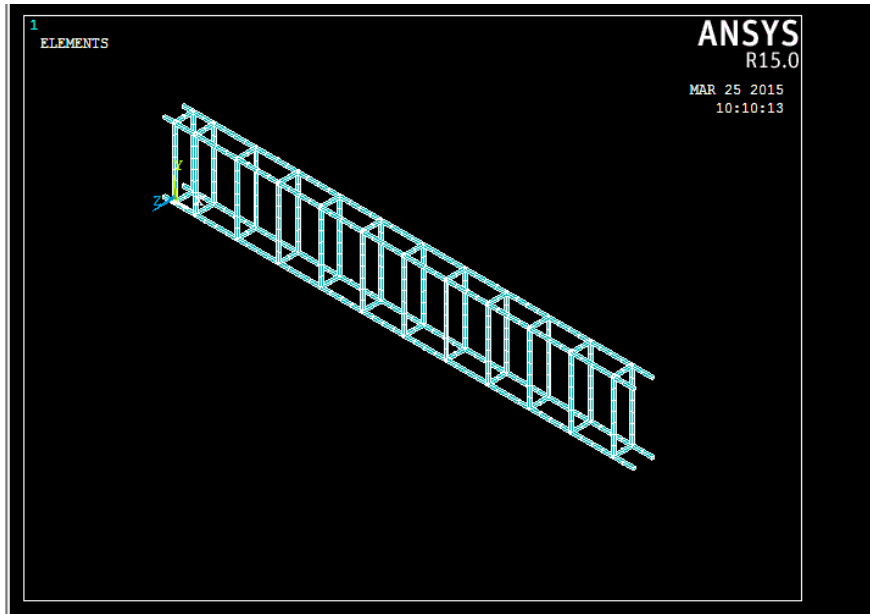 1
ELEMENTS
ANSYS
R15.0
MAR 25 2015
10:10:13
Y
Z
X